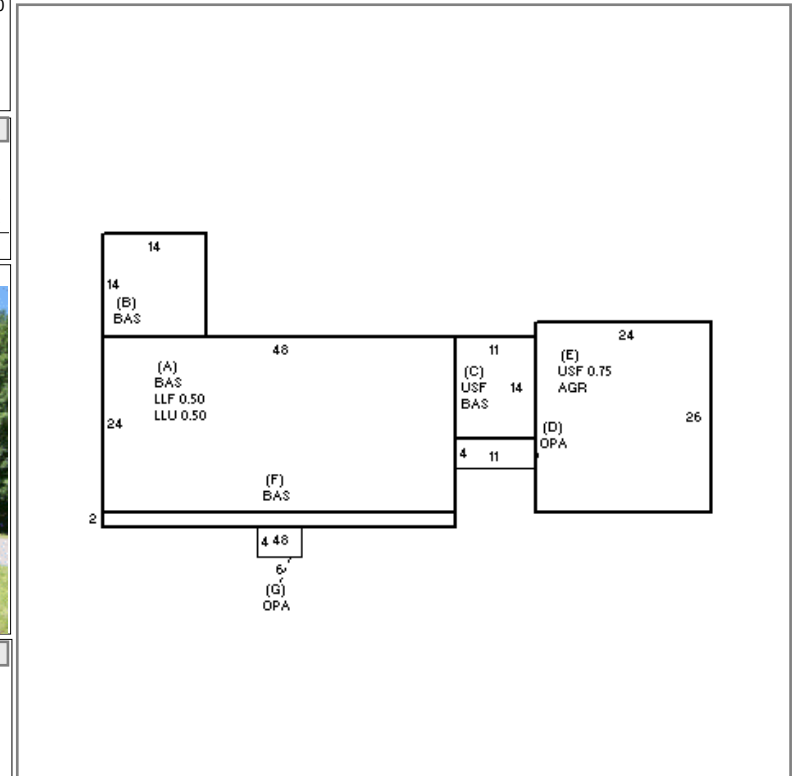 0
14
14
(B)
BAS
48
(A)
BAS
LLF 0.50
LLU 0.50
24
11
(C)
USF 14
BAS
24
(E)
USF 0.75
AGR
26
(D)
OPA
4 11
(F)
BAS
2
4 48
6
(G)
OPA